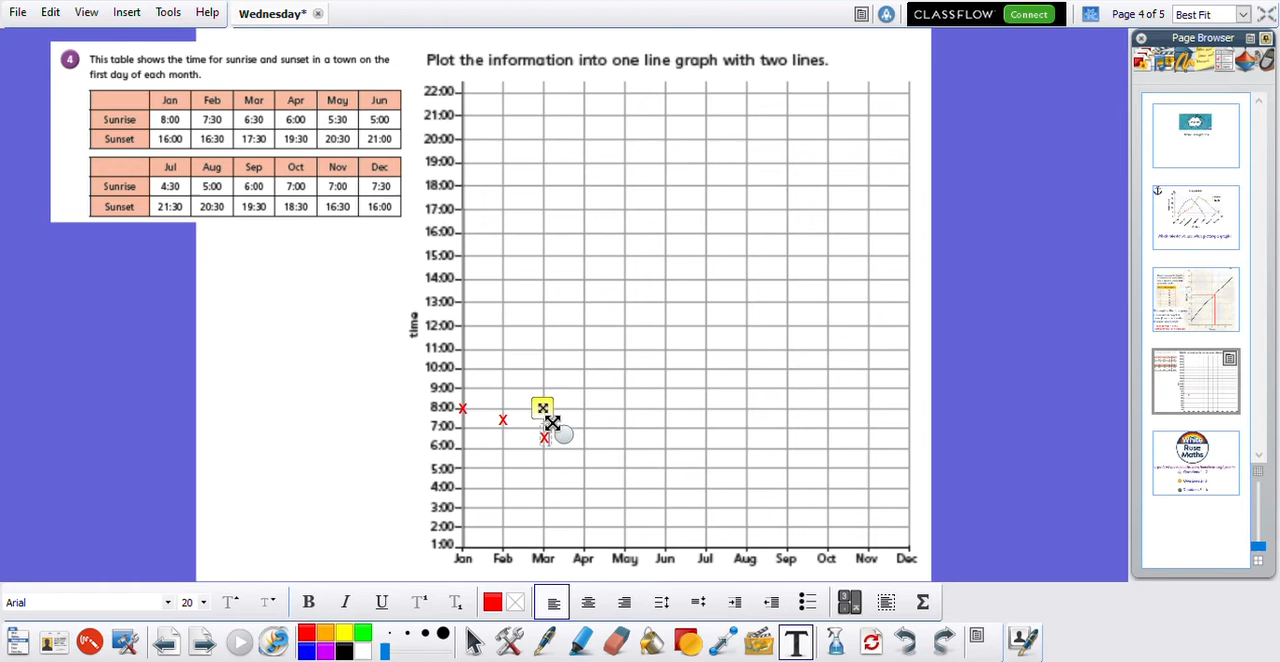 File Edit View Insert Tools Help Wednesday* CLASSFLOW Connect Page 4 of 5 Best Fit
Page Browser
4 This table shows the time for sunrise and sunset in a town on the
first day of each month.
Jan Feb Mar Apr May Jun
Sunrise 8:00 7:30 6:30 6:00 5:30 5:00
Sunset 16:00 16:30 17:30 19:30 20:30 21:00
Jul Aug Sep Oct Nov Dec
Sunrise 4:30 5:00 6:00 7:00 7:00 7:30
Sunset 21:30 20:30 19:30 18:30 16:30 16:00
Plot the information into one line graph with two lines.
22:00
21:00
20:00
19:00
18:00
17:00
16:00
15:00
14:00
13:00
12:00
11:00
10:00
9:00
8:00
7:00
6:00
5:00
4:00
3:00
2:00
1:00
time
x
x
x
Jan Feb Mar Apr May Jun Jul Aug Sep Oct Nov Dec
White
Rose
Maths
Arial 20 B I U
T